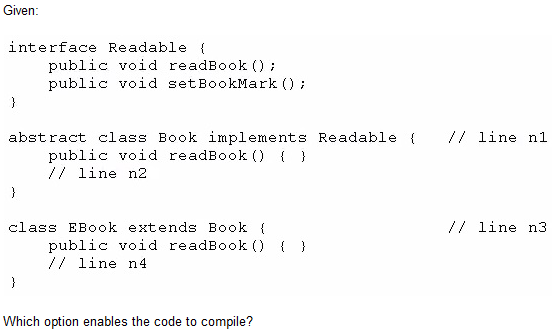 Given:
interface Readable {
public void readBook();
public void setBookMark();
}
abstract class Book implements Readable { // line n1
public void readBook() { }
// line n2
}
class EBook extends Book { // line n3
public void readBook() { }
// line n4
}
Which option enables the code to compile?